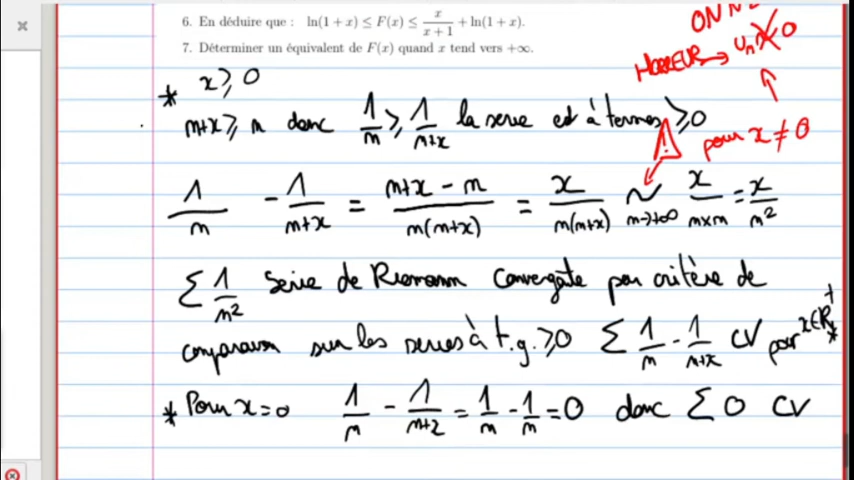 6. En déduire que : ln(1 + x) ≤ F(x) ≤ x/(x+1) + ln(1 + x).
7. Déterminer un équivalent de F(x) quand x tend vers +∞.
HORREUR → u_n ~ 0
* x ≥ 0
n+x ≥ n donc 1/n ≥ 1/(n+x) la serie est à termes ≥ 0
pour x ≠ 0
1/n - 1/(n+x) = (n+x - n)/(n(n+x)) = x/(n(n+x)) ~ n→+∞ x/(n×n) = x/n²
Σ 1/n² Série de Riemann Convergate par critère de
comparaison sur les series à t.g. ≥ 0 Σ 1/n - 1/(n+x) CV pour x ∈ R+*
* Pour x=0 1/n - 1/(n+x) = 1/n - 1/n = 0 donc Σ 0 CV